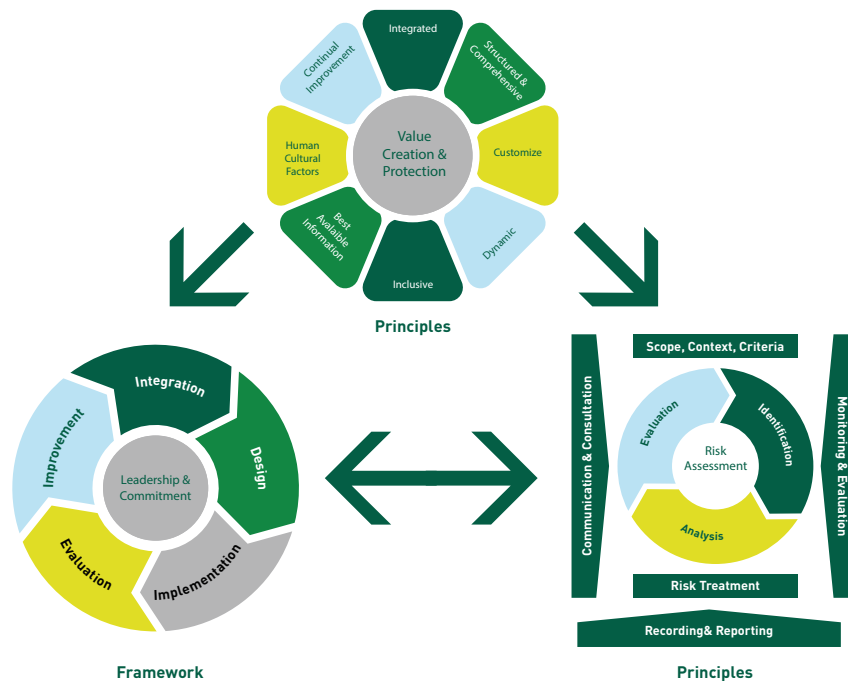 Integrated
Structured &
Comprehensive
Customize
Dynamic
Inclusive
Best
Avalaible
Information
Human
Cultural
Factors
Continual
Improvement
Value
Creation &
Protection
Principles
Integration
Design
Implementation
Evaluation
Improvement
Leadership &
Commitment
Framework
Scope, Context, Criteria
Communication & Consultation
Monitoring & Evaluation
Identification
Analysis
Evaluation
Risk
Assessment
Risk Treatment
Recording& Reporting
Principles